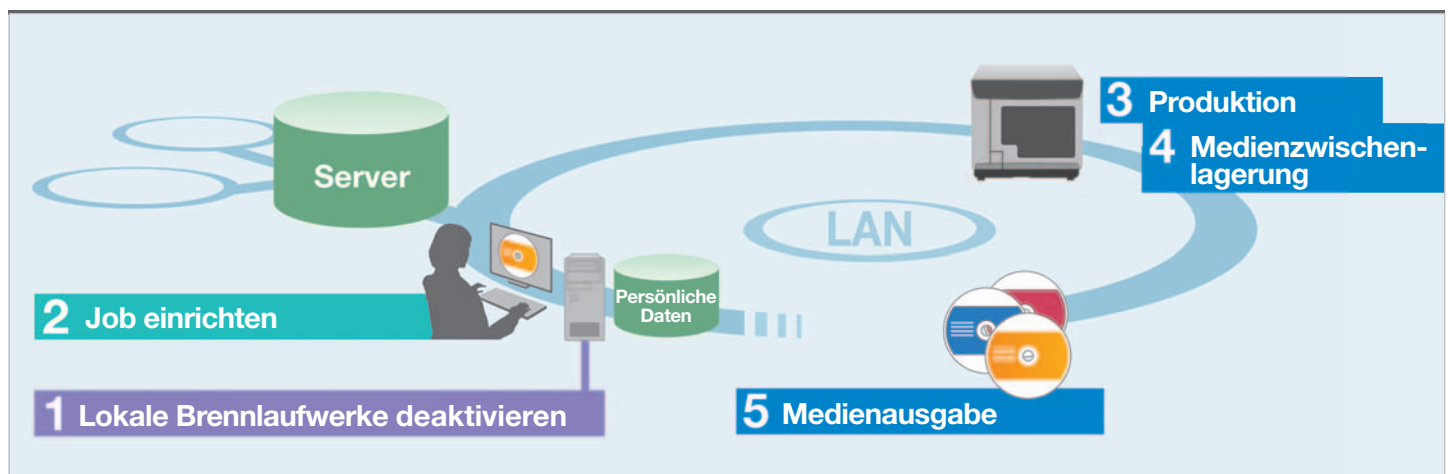 Server
LAN
3 Produktion
4 Medienzwischen-
lagerung
Persönliche
Daten
2 Job einrichten
1 Lokale Brennlaufwerke deaktivieren
5 Medienausgabe